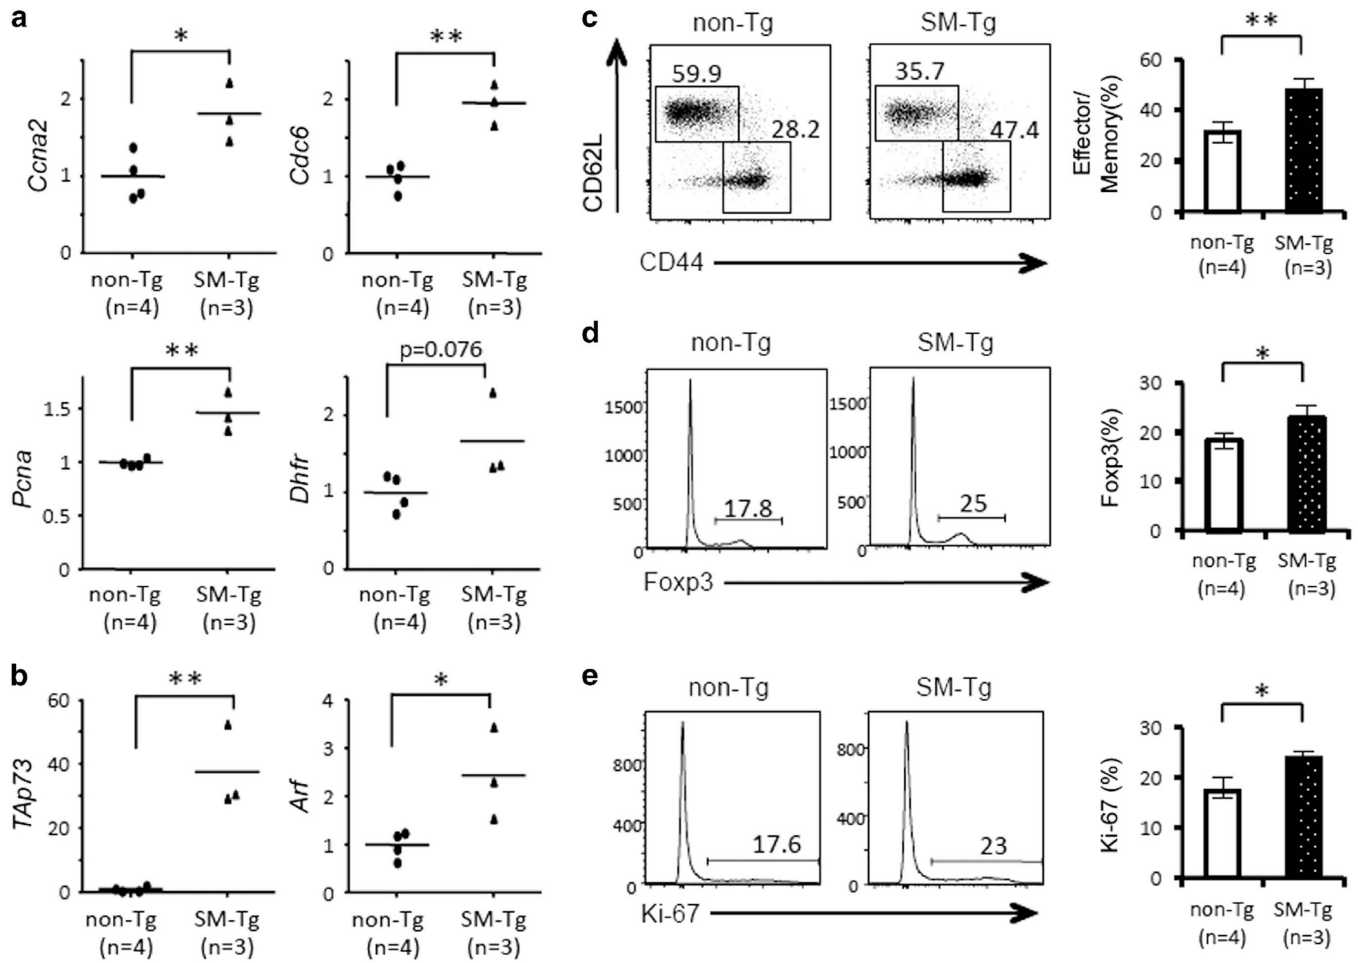 a
*
Ccna2
2
1
0
non-Tg
(n=4)
SM-Tg
(n=3)
**
Cdc6
2
1
0
non-Tg
(n=4)
SM-Tg
(n=3)
**
Pcna
1.5
1
0.5
0
non-Tg
(n=4)
SM-Tg
(n=3)
p=0.076
Dhfr
2
1
0
non-Tg
(n=4)
SM-Tg
(n=3)
b
**
TAp73
60
40
20
0
non-Tg
(n=4)
SM-Tg
(n=3)
*
Arf
4
3
2
1
0
non-Tg
(n=4)
SM-Tg
(n=3)
c
non-Tg
SM-Tg
59.9
28.2
35.7
47.4
CD62L
CD44
**
Effector/
Memory(%)
60
40
20
0
non-Tg
(n=4)
SM-Tg
(n=3)
d
non-Tg
SM-Tg
1500
1000
500
0
17.8
1500
1000
500
0
25
Foxp3
*
Foxp3(%)
30
20
10
0
non-Tg
(n=4)
SM-Tg
(n=3)
e
non-Tg
SM-Tg
800
400
0
17.6
800
400
0
23
Ki-67
*
Ki-67 (%)
30
20
10
0
non-Tg
(n=4)
SM-Tg
(n=3)